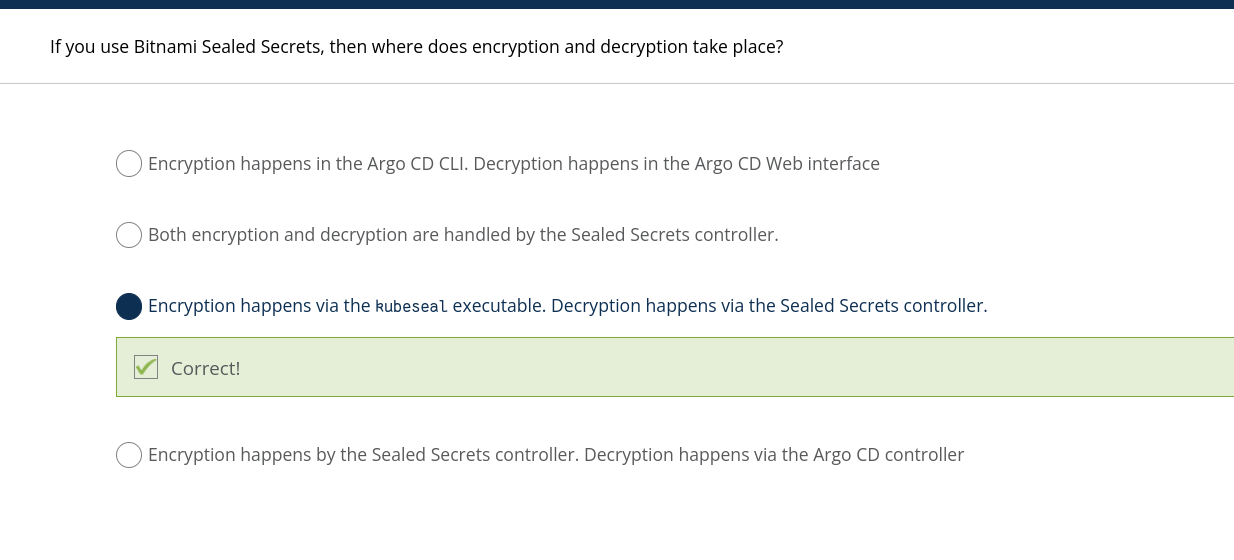 If you use Bitnami Sealed Secrets, then where does encryption and decryption take place?
Encryption happens in the Argo CD CLI. Decryption happens in the Argo CD Web interface
Both encryption and decryption are handled by the Sealed Secrets controller.
Encryption happens via the kubeseal executable. Decryption happens via the Sealed Secrets controller.
Correct!
Encryption happens by the Sealed Secrets controller. Decryption happens via the Argo CD controller